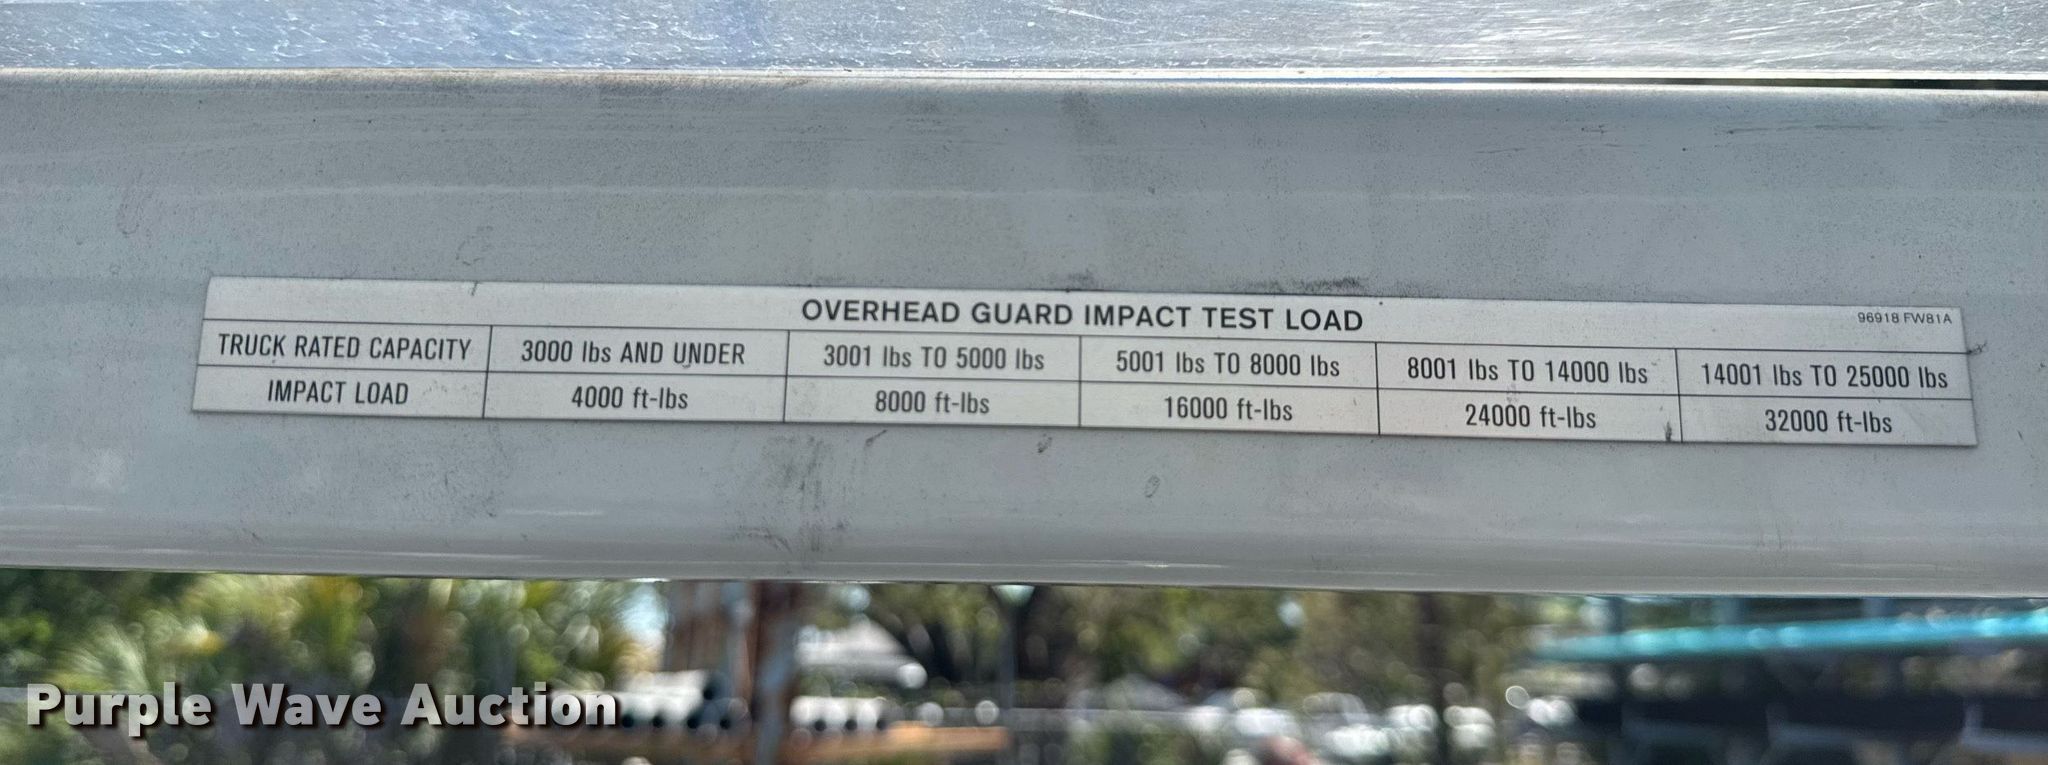 OVERHEAD GUARD IMPACT TEST LOAD 96918 FW81A
TRUCK RATED CAPACITY 3000 lbs AND UNDER 3001 lbs TO 5000 lbs 5001 lbs TO 8000 lbs 8001 lbs TO 14000 lbs 14001 lbs TO 25000 lbs
IMPACT LOAD 4000 ft-lbs 8000 ft-lbs 16000 ft-lbs 24000 ft-lbs 32000 ft-lbs
Purple Wave Auction